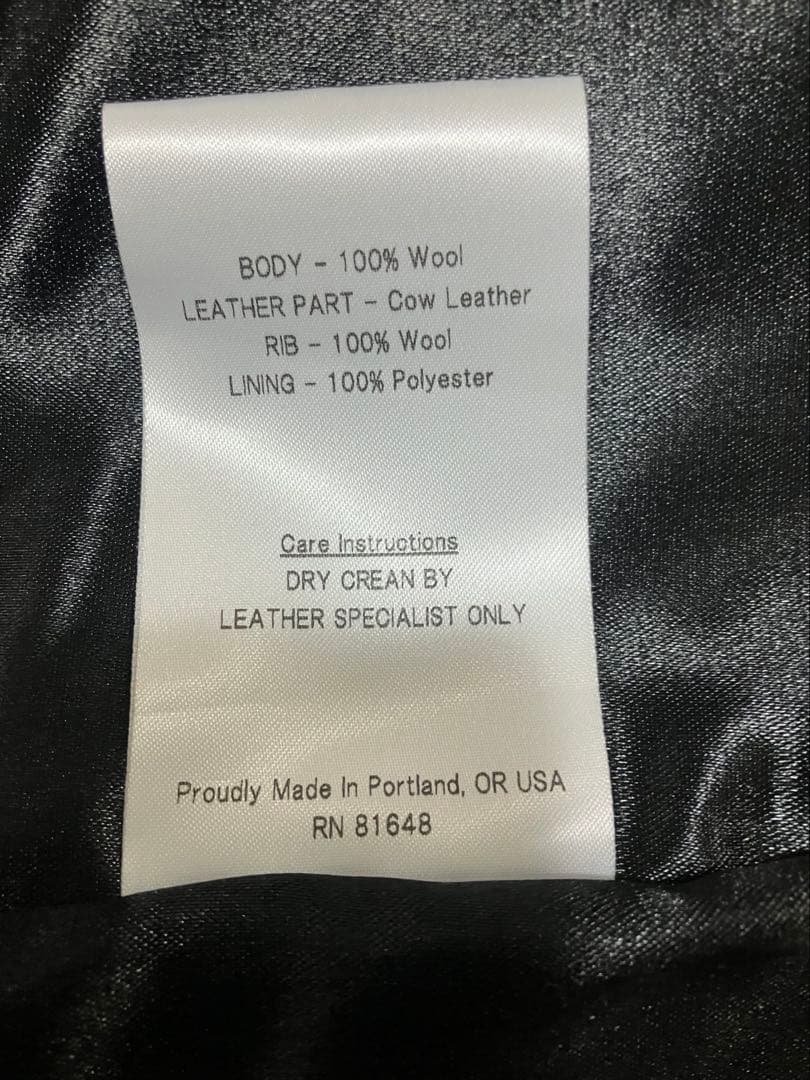 BODY - 100% Wool
LEATHER PART - Cow Leather
RIB - 100% Wool
LINING - 100% Polyester
Care Instructions
DRY CREAN BY
LEATHER SPECIALIST ONLY
Proudly Made In Portland, OR USA
RN 81648